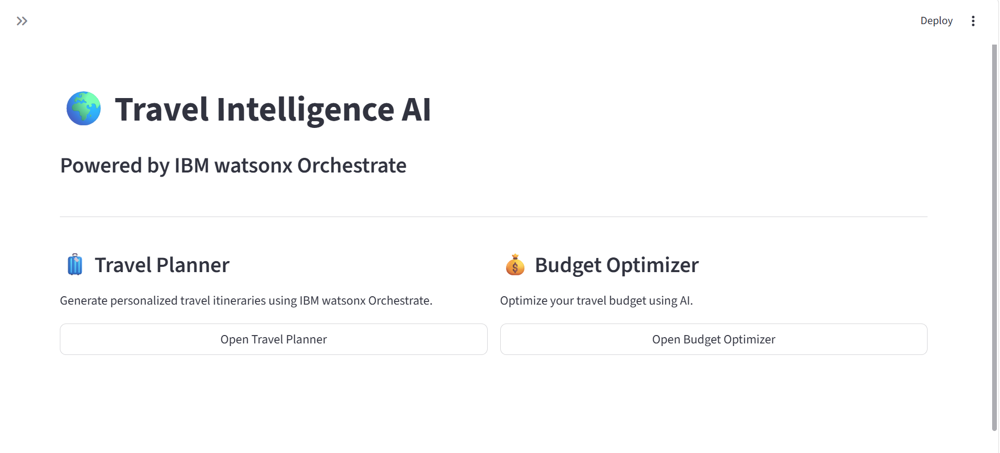 Deploy
Travel Intelligence AI
Powered by IBM watsonx Orchestrate
Travel Planner
Generate personalized travel itineraries using IBM watsonx Orchestrate.
Open Travel Planner
Budget Optimizer
Optimize your travel budget using AI.
Open Budget Optimizer